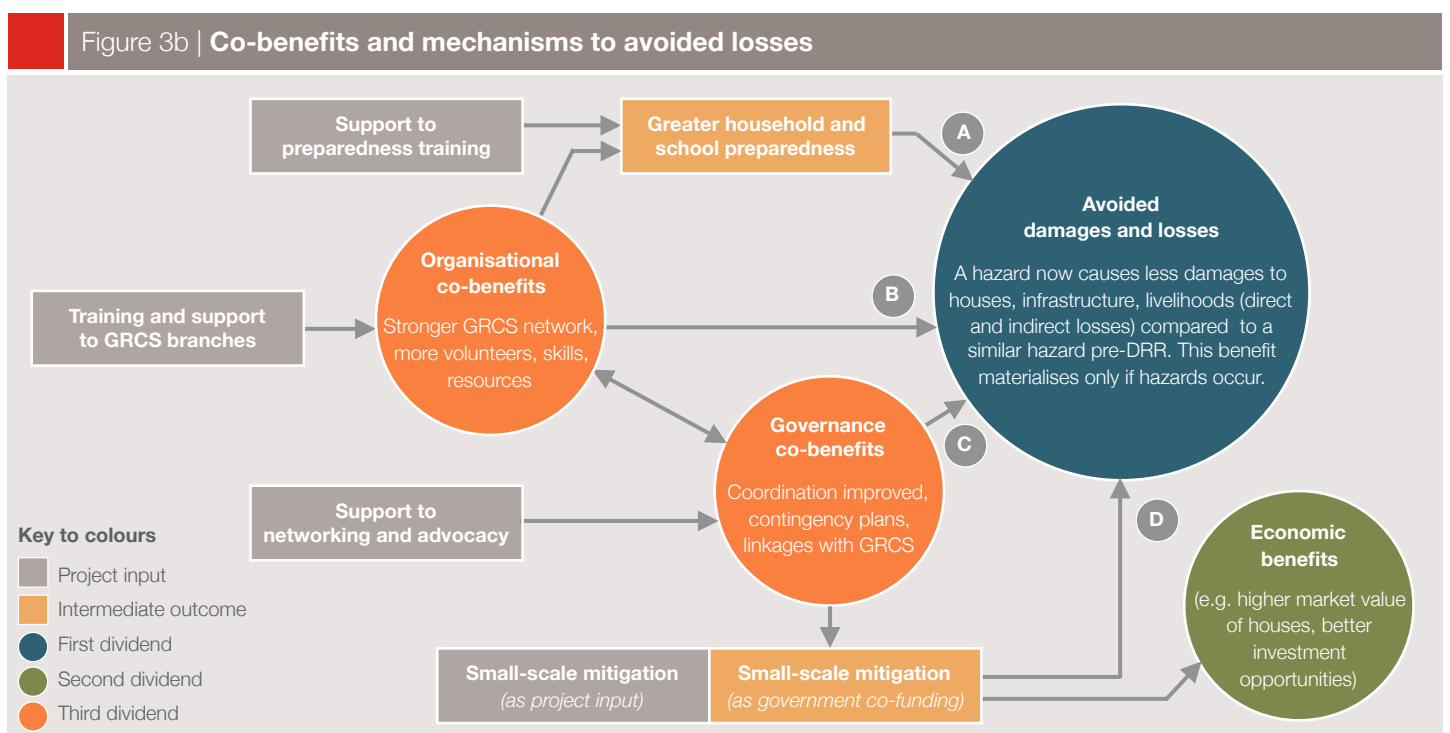 Figure 3b | Co-benefits and mechanisms to avoided losses
Support to
preparedness training
Greater household and
school preparedness
A
Avoided
damages and losses
A hazard now causes less damages to
houses, infrastructure, livelihoods (direct
and indirect losses) compared to a
similar hazard pre-DRR. This benefit
materialises only if hazards occur.
Organisational
co-benefits
Stronger GRCS network,
more volunteers, skills,
resources
B
Training and support
to GRCS branches
Governance
co-benefits
Coordination improved,
contingency plans,
linkages with GRCS
C
Support to
networking and advocacy
D
Economic
benefits
(e.g. higher market value
of houses, better
investment
opportunities)
Small-scale mitigation
(as project input)
Small-scale mitigation
(as government co-funding)
Key to colours
Project input
Intermediate outcome
First dividend
Second dividend
Third dividend